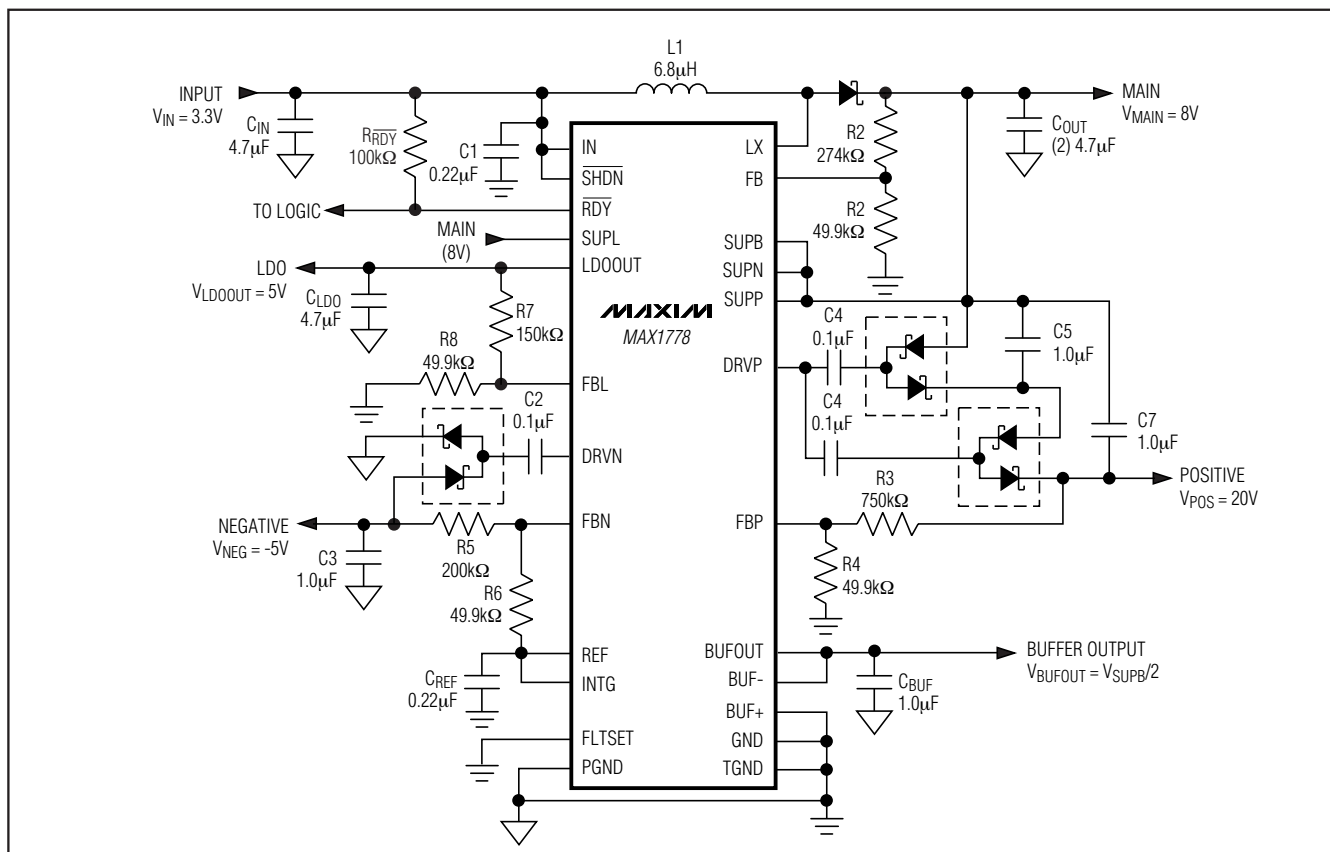 L1
6.8µH
INPUT
V_IN = 3.3V
C_IN
4.7µF
R_R̅D̅Y̅
100kΩ
C1
0.22µF
TO LOGIC
MAIN
(8V)
LDO
V_LDOOUT = 5V
C_LDO
4.7µF
R7
150kΩ
R8
49.9kΩ
C2
0.1µF
NEGATIVE
V_NEG = -5V
C3
1.0µF
R5
200kΩ
R6
49.9kΩ
C_REF
0.22µF
IN
S̅H̅D̅N̅
R̅D̅Y̅
SUPL
LDOOUT
FBL
DRVN
FBN
REF
INTG
FLTSET
PGND
MAXIM
MAX1778
LX
FB
SUPB
SUPN
SUPP
DRVP
FBP
BUFOUT
BUF-
BUF+
GND
TGND
R2
274kΩ
R2
49.9kΩ
MAIN
V_MAIN = 8V
C_OUT
(2) 4.7µF
C4
0.1µF
C4
0.1µF
C5
1.0µF
C7
1.0µF
POSITIVE
V_POS = 20V
R3
750kΩ
R4
49.9kΩ
BUFFER OUTPUT
V_BUFOUT = V_SUPB/2
C_BUF
1.0µF